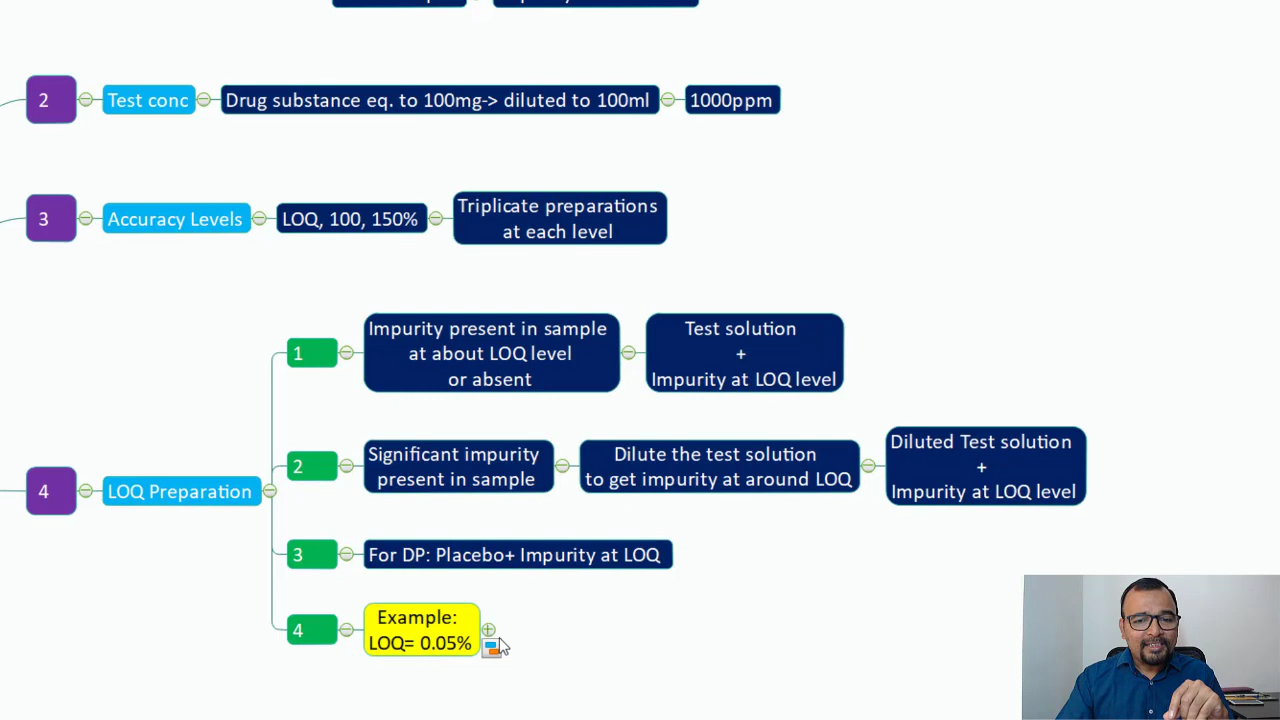 2
Test conc
Drug substance eq. to 100mg-> diluted to 100ml
1000ppm
3
Accuracy Levels
LOQ, 100, 150%
Triplicate preparations
at each level
4
LOQ Preparation
1
Impurity present in sample
at about LOQ level
or absent
Test solution
+
Impurity at LOQ level
2
Significant impurity
present in sample
Dilute the test solution
to get impurity at around LOQ
Diluted Test solution
+
Impurity at LOQ level
3
For DP: Placebo+ Impurity at LOQ
4
Example:
LOQ= 0.05%